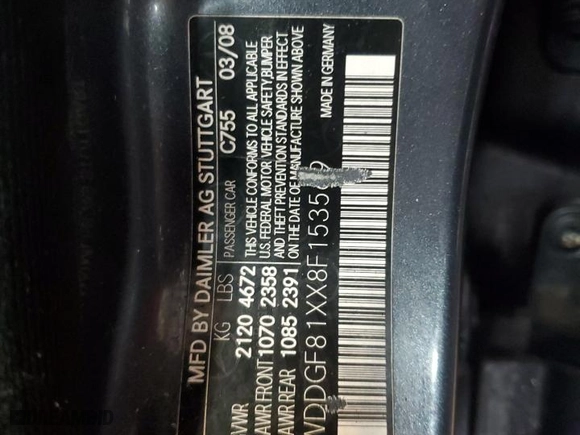 MFD BY DAIMLER AG STUTTGART
KG LBS PASSENGER CAR C755 03/08
GVWR 2120 4672
GAWR FRONT 1070 2358
GAWR REAR 1085 2391
THIS VEHICLE CONFORMS TO ALL APPLICABLE
U.S. FEDERAL MOTOR VEHICLE SAFETY, BUMPER
AND THEFT PREVENTION STANDARDS IN EFFECT
ON THE DATE OF MANUFACTURE SHOWN ABOVE
MADE IN GERMANY